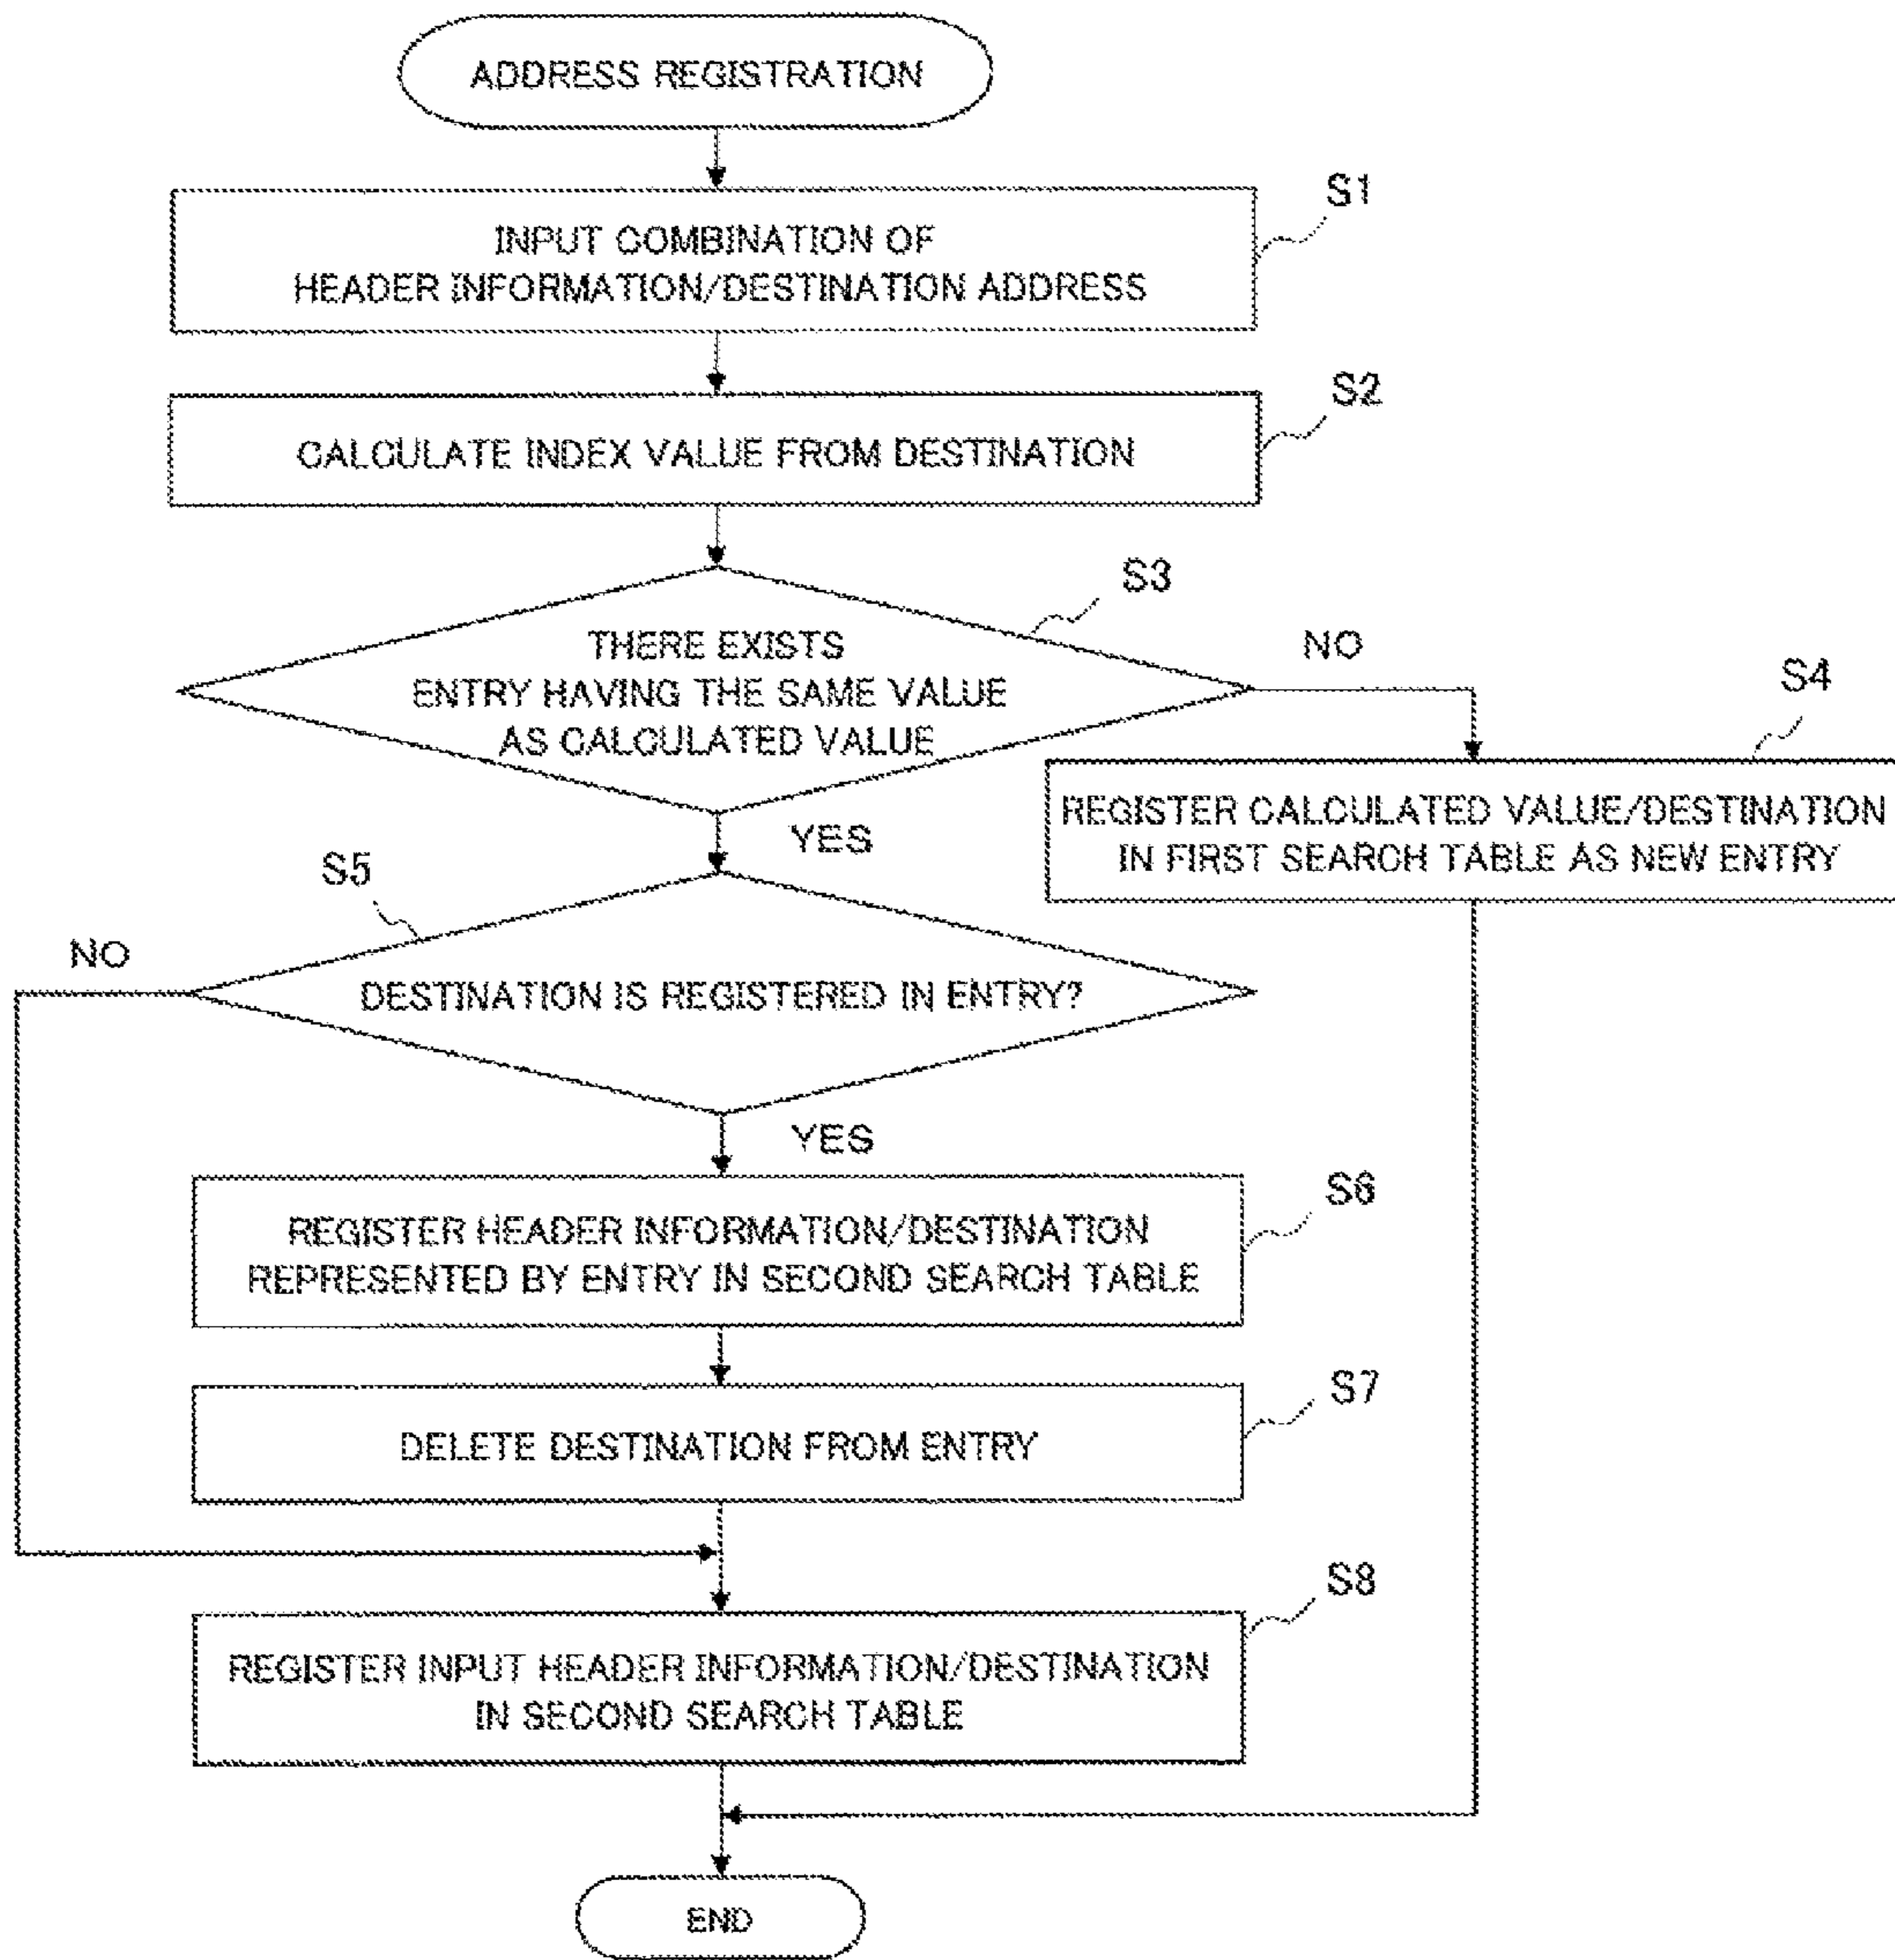 ADDRESS REGISTRATION
S1
INPUT COMBINATION OF
HEADER INFORMATION/DESTINATION ADDRESS
S2
CALCULATE INDEX VALUE FROM DESTINATION
S3
THERE EXISTS
ENTRY HAVING THE SAME VALUE
AS CALCULATED VALUE
NO
S4
REGISTER CALCULATED VALUE/DESTINATION
IN FIRST SEARCH TABLE AS NEW ENTRY
YES
S5
NO
DESTINATION IS REGISTERED IN ENTRY?
YES
S6
REGISTER HEADER INFORMATION/DESTINATION
REPRESENTED BY ENTRY IN SECOND SEARCH TABLE
S7
DELETE DESTINATION FROM ENTRY
S8
REGISTER INPUT HEADER INFORMATION/DESTINATION
IN SECOND SEARCH TABLE
END